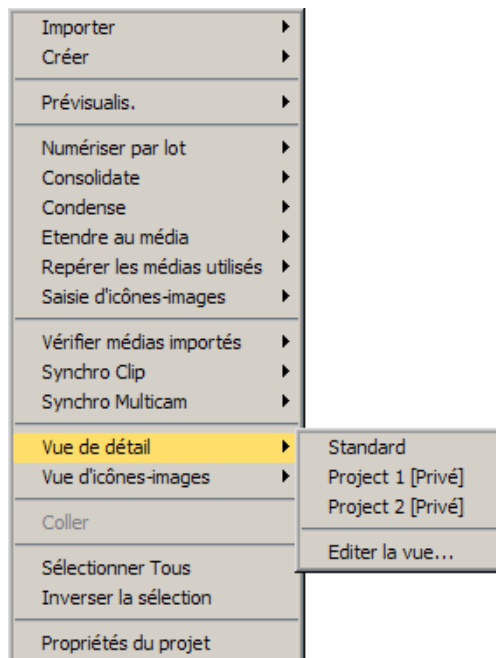 Importer
Créer
Prévisualis.
Numériser par lot
Consolidate
Condense
Etendre au média
Repérer les médias utilisés
Saisie d'icônes-images
Vérifier médias importés
Synchro Clip
Synchro Multicam
Vue de détail
Vue d'icônes-images
Coller
Sélectionner Tous
Inverser la sélection
Propriétés du projet
Standard
Project 1 [Privé]
Project 2 [Privé]
Editer la vue...